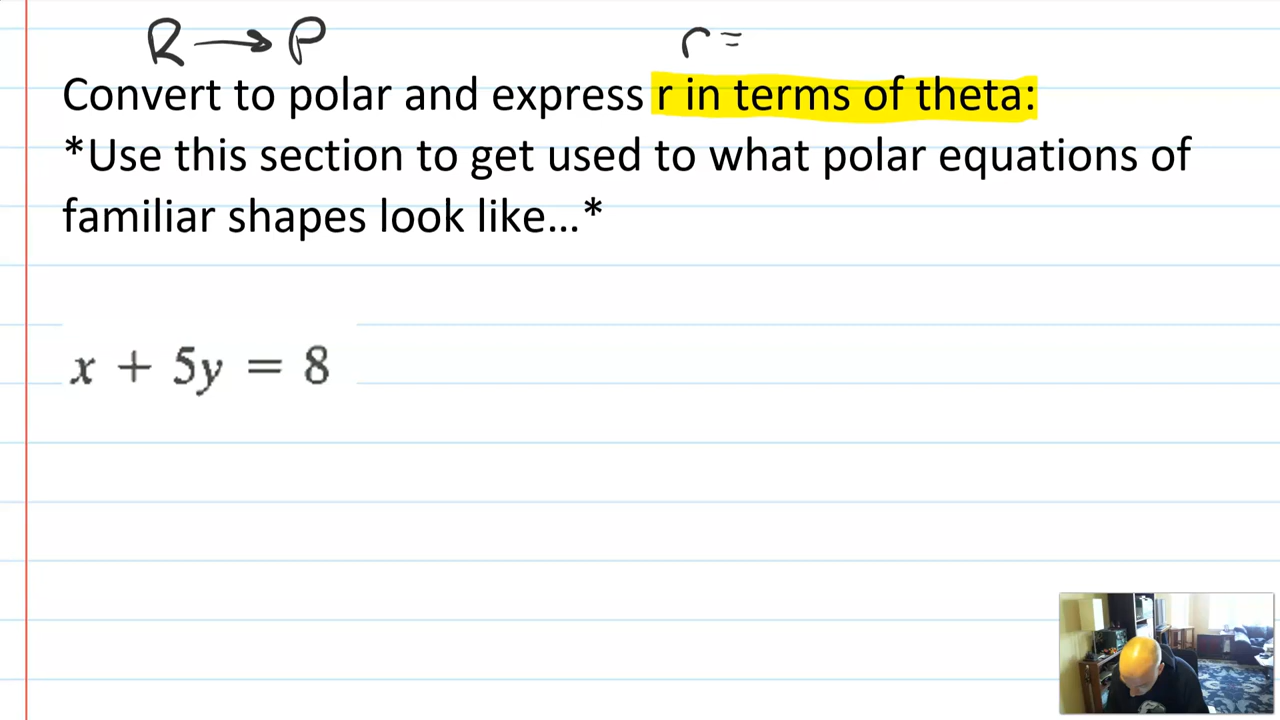 R → P r =
Convert to polar and express r in terms of theta:
*Use this section to get used to what polar equations of
familiar shapes look like...*
x + 5y = 8